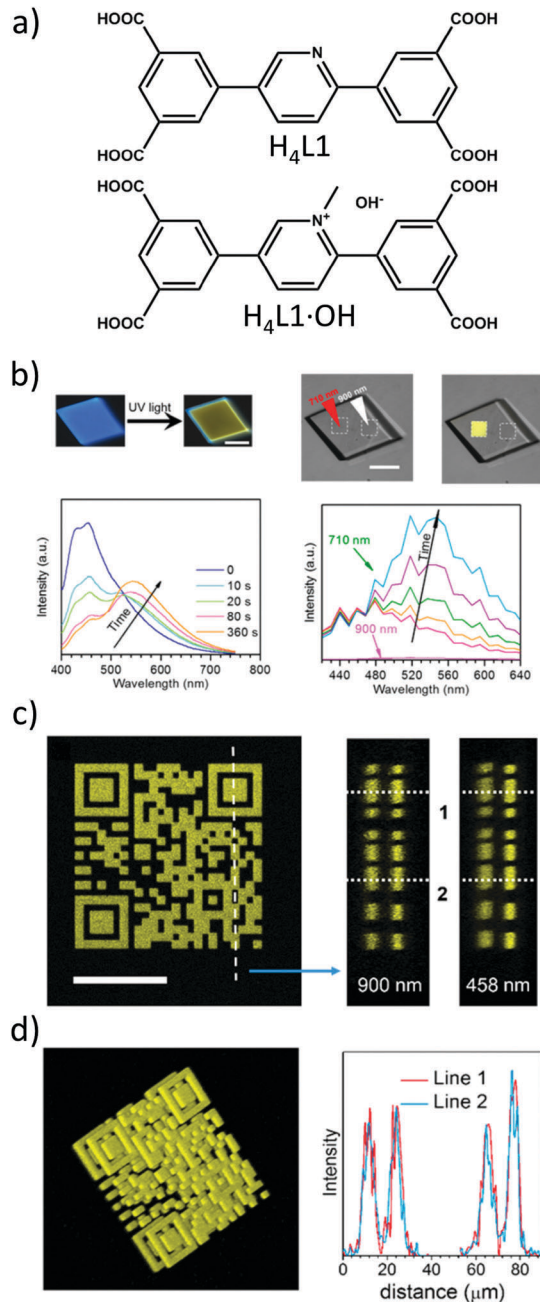 a)
COOH
N
COOH
HOOC
H₄L1
COOH
HOOC
OH⁻
COOH
N⁺
HOOC
H₄L1·OH
COOH
b)
UV light
710 nm
900 nm
Intensity (a.u.)
0
10 s
20 s
80 s
360 s
Time
400 500 600 700 800
Wavelength (nm)
Intensity (a.u.)
710 nm
Time
900 nm
440 480 520 560 600 640
Wavelength (nm)
c)
1
2
900 nm
458 nm
d)
Line 1
Line 2
Intensity
0 20 40 60 80
distance (μm)